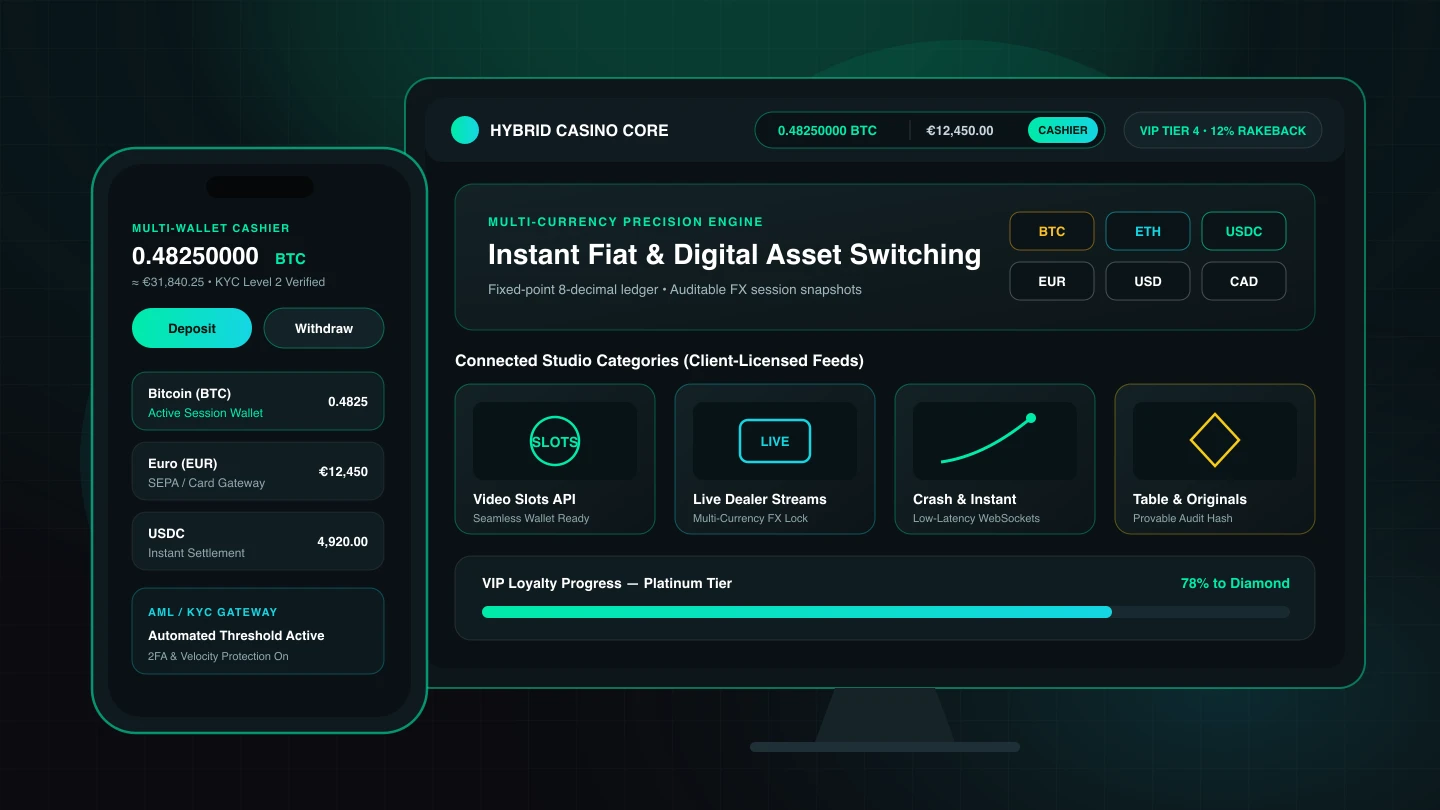 HYBRID CASINO CORE
0.48250000 BTC
€12,450.00
CASHIER
VIP TIER 4 • 12% RAKEBACK
MULTI-WALLET CASHIER
0.48250000 BTC
≈ €31,840.25 • KYC Level 2 Verified
Deposit
Withdraw
Bitcoin (BTC)
Active Session Wallet
0.4825
Euro (EUR)
SEPA / Card Gateway
€12,450
USDC
Instant Settlement
4,920.00
AML / KYC GATEWAY
Automated Threshold Active
2FA & Velocity Protection On
MULTI-CURRENCY PRECISION ENGINE
Instant Fiat & Digital Asset Switching
Fixed-point 8-decimal ledger • Auditable FX session snapshots
BTC
ETH
USDC
EUR
USD
CAD
Connected Studio Categories (Client-Licensed Feeds)
SLOTS
Video Slots API
Seamless Wallet Ready
LIVE
Live Dealer Streams
Multi-Currency FX Lock
Crash & Instant
Low-Latency WebSockets
Table & Originals
Provable Audit Hash
VIP Loyalty Progress — Platinum Tier
78% to Diamond